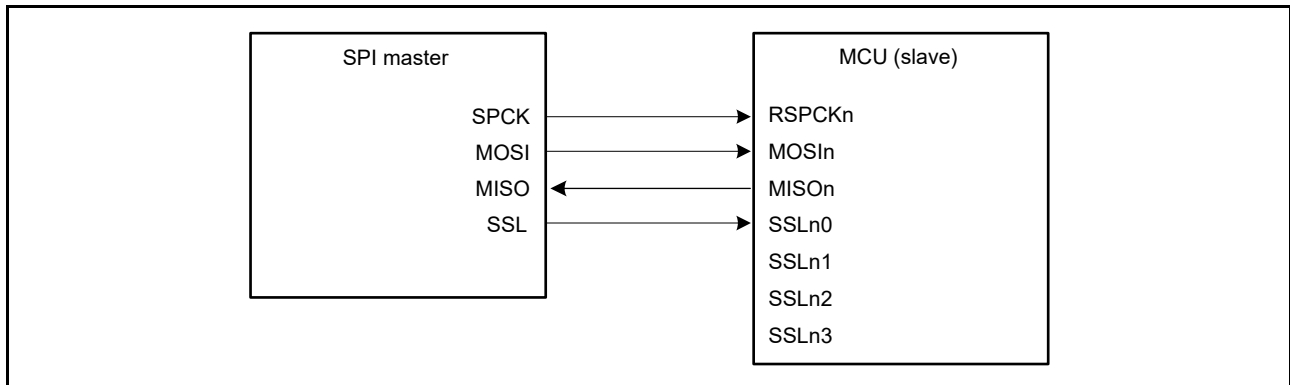 SPI master
MCU (slave)
SPCK
RSPCKn
MOSI
MOSIn
MISO
MISOn
SSL
SSLn0
SSLn1
SSLn2
SSLn3